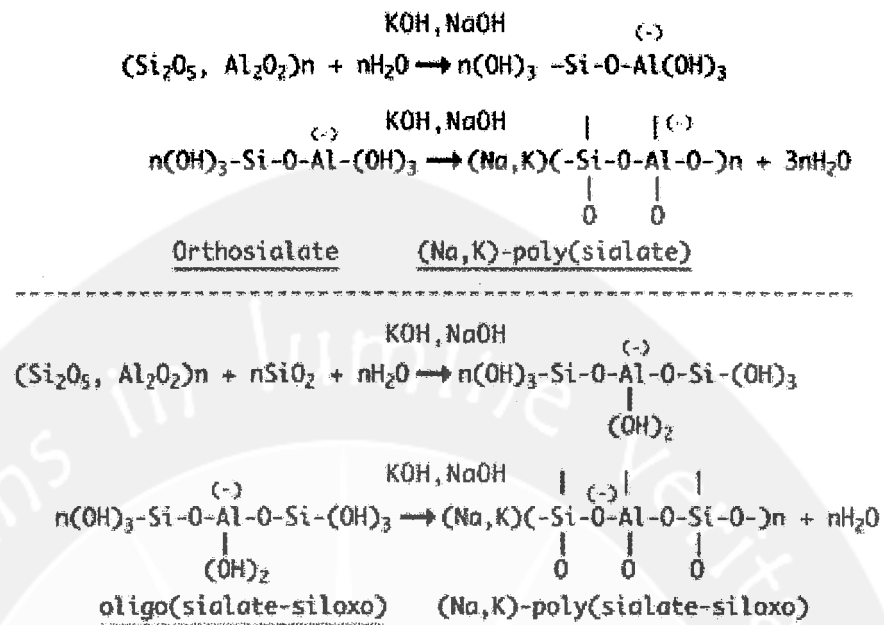 KOH,NaOH (-)
(Si₂O₅, Al₂O₂)n + nH₂O → n(OH)₃ -Si-O-Al(OH)₃
(-) KOH,NaOH | |(-)
n(OH)₃-Si-O-Al-(OH)₃ → (Na,K)(-Si-O-Al-O-)n + 3nH₂O
| |
O O
Orthosialate (Na,K)-poly(sialate)
KOH,NaOH (-)
(Si₂O₅, Al₂O₂)n + nSiO₂ + nH₂O → n(OH)₃-Si-O-Al-O-Si-(OH)₃
|
(OH)₂
(-) KOH,NaOH | (-)| |
n(OH)₃-Si-O-Al-O-Si-(OH)₃ → (Na,K)(-Si-O-Al-O-Si-O-)n + nH₂O
| | | |
(OH)₂ O O O
oligo(sialate-siloxo) (Na,K)-poly(sialate-siloxo)
in lumine verita